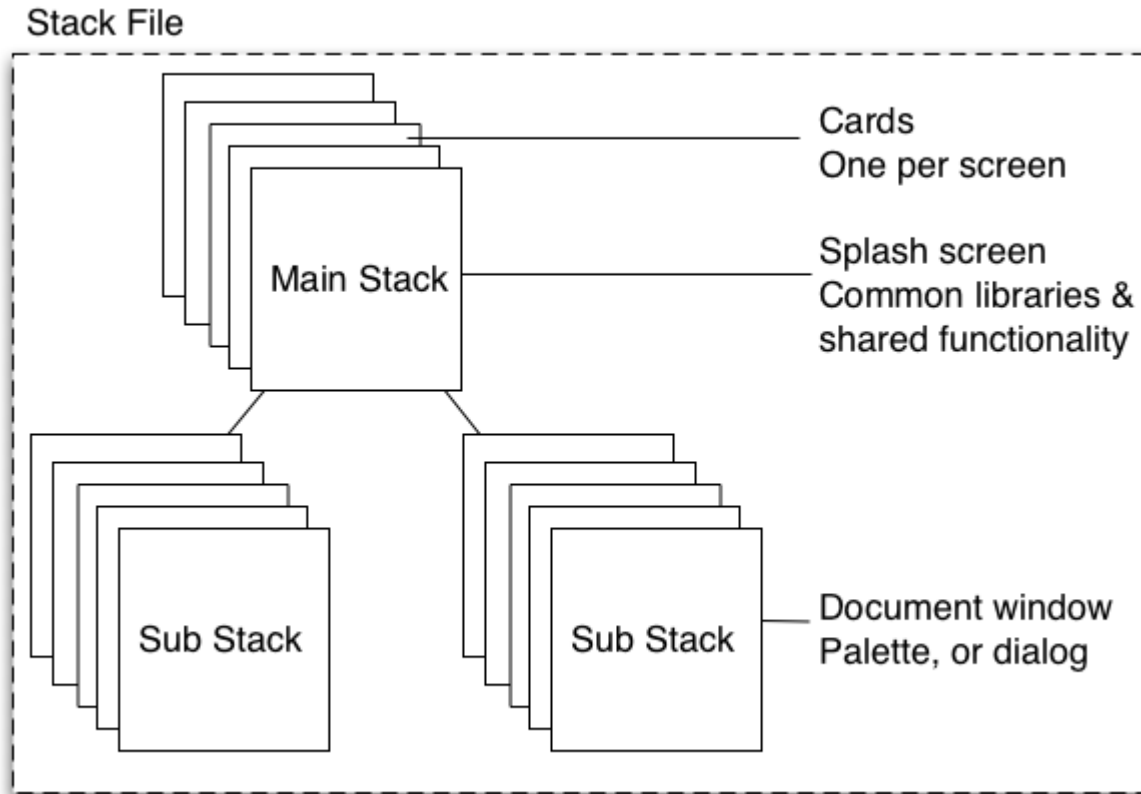 Stack File
Cards
One per screen
Main Stack
Splash screen
Common libraries &
shared functionality
Sub Stack
Sub Stack
Document window
Palette, or dialog